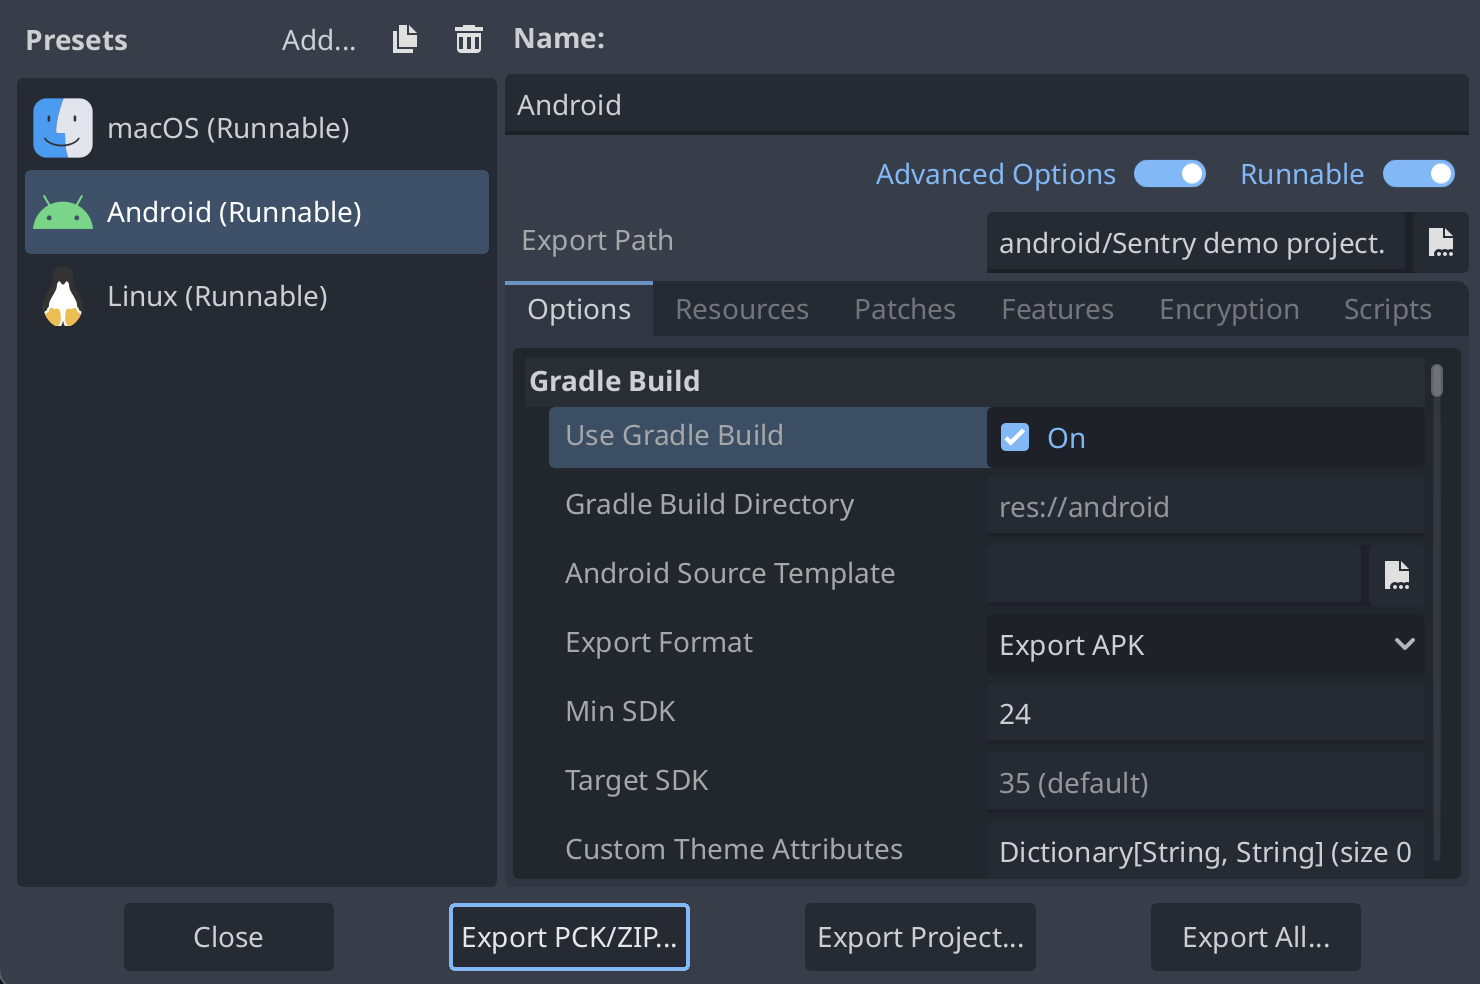 Presets
Add...
macOS (Runnable)
Android (Runnable)
Linux (Runnable)
Name:
Android
Advanced Options
Runnable
Export Path
android/Sentry demo project.
Options
Resources
Patches
Features
Encryption
Scripts
Gradle Build
Use Gradle Build
On
Gradle Build Directory
res://android
Android Source Template
Export Format
Export APK
Min SDK
24
Target SDK
35 (default)
Custom Theme Attributes
Dictionary[String, String] (size 0
Close
Export PCK/ZIP...
Export Project...
Export All...